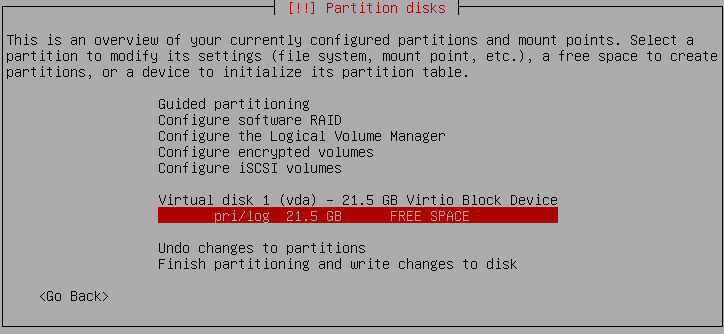 [!!] Partition disks
This is an overview of your currently configured partitions and mount points. Select a
partition to modify its settings (file system, mount point, etc.), a free space to create
partitions, or a device to initialize its partition table.
Guided partitioning
Configure software RAID
Configure the Logical Volume Manager
Configure encrypted volumes
Configure iSCSI volumes
Virtual disk 1 (vda) - 21.5 GB Virtio Block Device
pri/log 21.5 GB FREE SPACE
Undo changes to partitions
Finish partitioning and write changes to disk
<Go Back>